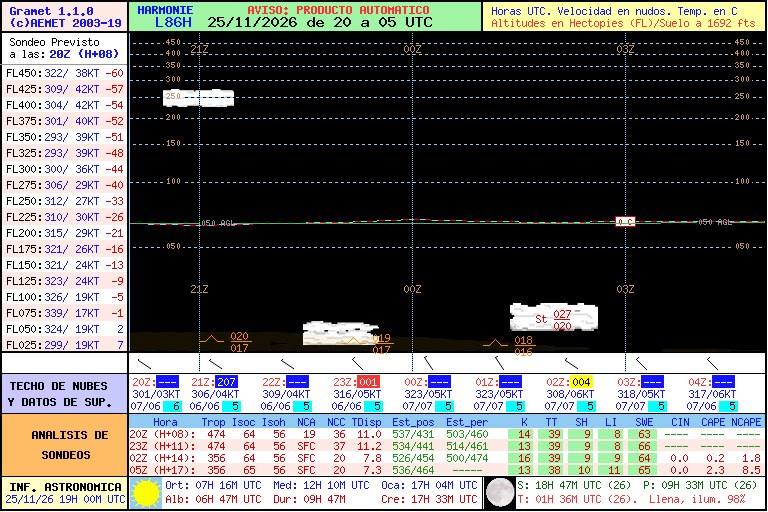 Gramet 1.1.0
(c)AEMET 2003-19
HARMONIE
L86H
AVISO: PRODUCTO AUTOMATICO
25/11/2026 de 20 a 05 UTC
Horas UTC. Velocidad en nudos. Temp. en C
Altitudes en Hectopies (FL)/Suelo a 1692 fts
Sondeo Previsto
a las: 20Z (H+08)
FL450:322/ 38KT -60
FL425:309/ 42KT -57
FL400:304/ 42KT -54
FL375:301/ 40KT -52
FL350:293/ 39KT -51
FL325:293/ 39KT -48
FL300:300/ 36KT -44
FL275:306/ 29KT -40
FL250:312/ 27KT -33
FL225:310/ 30KT -26
FL200:315/ 29KT -21
FL175:321/ 26KT -16
FL150:321/ 24KT -13
FL125:323/ 24KT -9
FL100:326/ 19KT -5
FL075:339/ 17KT -1
FL050:324/ 19KT 2
FL025:299/ 19KT 7
21Z 00Z 03Z
450 450
400 400
350 350
300 300
250 250
200 200
150 150
100 100
050 AGL 0 C 050 AGL
050 050
21Z 00Z 03Z
St 027
020
020
017
019
017
018
016
TECHO DE NUBES
Y DATOS DE SUP.
20Z:--- 21Z:207 22Z:--- 23Z:001 00Z:--- 01Z:--- 02Z:004 03Z:--- 04Z:---
301/03KT 306/04KT 309/04KT 316/05KT 323/05KT 323/05KT 308/06KT 318/05KT 317/06KT
07/06 6 07/06 5 07/06 5 07/06 5 07/06 5 07/06 5 07/06 5 07/06 5 07/06 5
ANALISIS DE
SONDEOS
Hora Trop Isoc Isoh NCA NCC TDisp Est_pos Est_per K TT SH LI SWE CIN CAPE NCAPE
20Z (H+08): 474 64 56 19 36 11.0 537/431 503/460 14 39 9 8 63 ---- ---- ----
23Z (H+11): 474 64 56 SFC 37 11.2 534/441 514/461 13 39 9 8 64 ---- ---- ----
02Z (H+14): 356 64 56 SFC 20 7.8 524/454 502/470 16 39 9 9 66 0.0 0.2 1.8
05Z (H+17): 356 65 56 SFC 20 7.3 536/464 ----- 13 38 10 11 65 0.0 2.3 8.5
INF. ASTRONOMICA
25/11/26 19H 00M UTC
Ort: 07H 16M UTC Med: 12H 10M UTC Oca: 17H 04M UTC
Alb: 06H 47M UTC Dur: 09H 47M Cre: 17H 33M UTC
S: 18H 47M UTC (26) P: 09H 33M UTC (26)
T: 01H 36M UTC (26). Llena, ilum. 98%